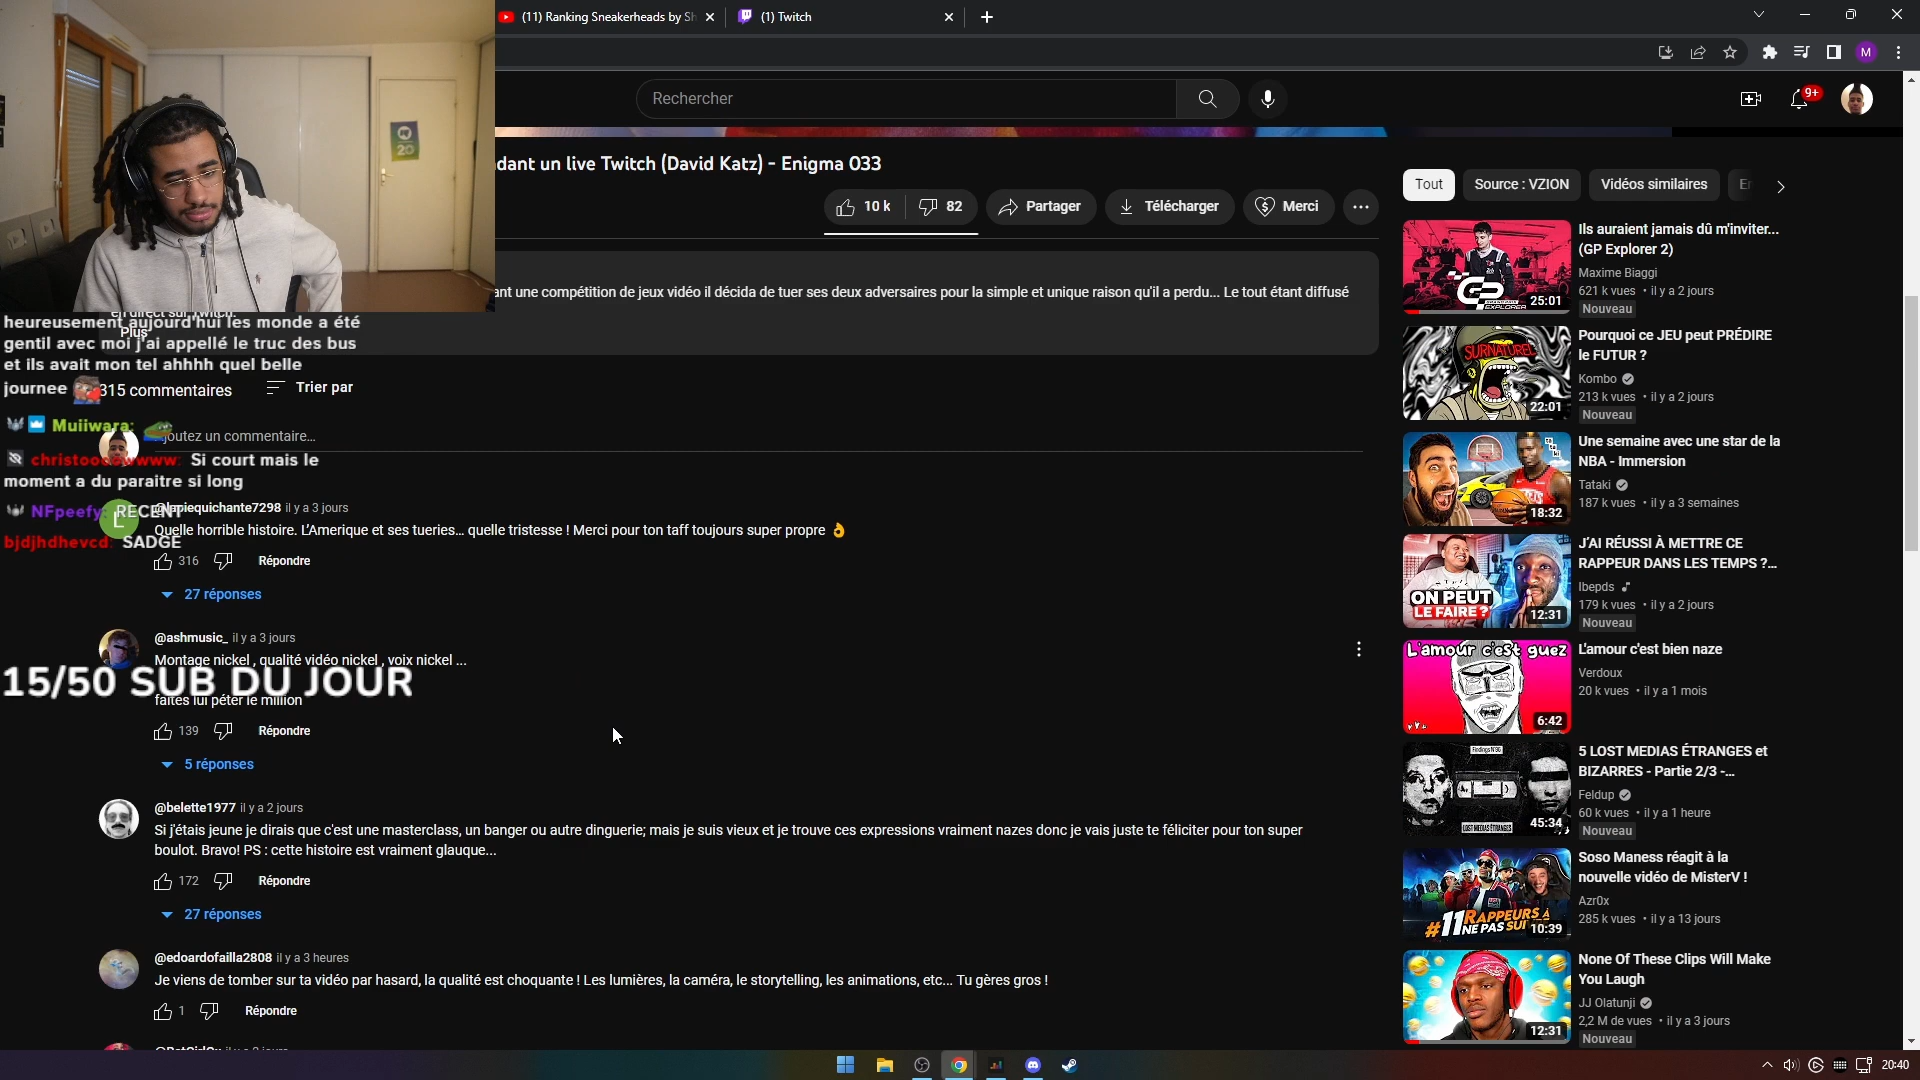 (11) Ranking Sneakerheads by Sh
(1) Twitch
M
Rechercher
9+
dant un live Twitch (David Katz) - Enigma 033
10 k
82
Partager
Télécharger
Merci
ant une compétition de jeux vidéo il décida de tuer ses deux adversaires pour la simple et unique raison qu'il a perdu... Le tout étant diffusé
en direct sur Twitch.
Plus
heureusement aujourd'hui les monde a été
gentil avec moi j'ai appellé le truc des bus
et ils avait mon tel ahhhh quel belle
journee
315 commentaires
Trier par
Muiiwara:
Ajoutez un commentaire...
Si court mais le
moment a du paraitre si long
NFpeefy
RECENT
L
il y a 3 jours
Quelle horrible histoire. L'Amerique et ses tueries... quelle tristesse ! Merci pour ton taff toujours super propre 👌
bjdjhdhevcd: SADGE
316
Répondre
27 réponses
@ashmusic_ il y a 3 jours
Montage nickel , qualité vidéo nickel , voix nickel ...
15/50 SUB DU JOUR
faites lui péter le million
139
Répondre
5 réponses
@belette1977 il y a 2 jours
Si j'étais jeune je dirais que c'est une masterclass, un banger ou autre dinguerie; mais je suis vieux et je trouve ces expressions vraiment nazes donc je vais juste te féliciter pour ton super
boulot. Bravo! PS : cette histoire est vraiment glauque...
172
Répondre
27 réponses
@edoardofailla2808 il y a 3 heures
Je viens de tomber sur ta vidéo par hasard, la qualité est choquante ! Les lumières, la caméra, le storytelling, les animations, etc... Tu gères gros !
1
Répondre
Tout
Source : VZION
Vidéos similaires
GP
EXPLORER
25:01
Ils auraient jamais dû m'inviter...
(GP Explorer 2)
Maxime Biaggi
621 k vues • il y a 2 jours
Nouveau
SURNATUREL
22:01
Pourquoi ce JEU peut PRÉDIRE
le FUTUR ?
Kombo
213 k vues • il y a 2 jours
Nouveau
18:32
Une semaine avec une star de la
NBA - Immersion
Tataki
187 k vues • il y a 3 semaines
ON PEUT
LE FAIRE ?
12:31
J'AI RÉUSSI À METTRE CE
RAPPEUR DANS LES TEMPS ?...
Ibepds
179 k vues • il y a 2 jours
Nouveau
L'amour c'est guez
6:42
L'amour c'est bien naze
Verdoux
20 k vues • il y a 1 mois
Findings N°96
LOST MEDIAS ÉTRANGES
45:34
5 LOST MEDIAS ÉTRANGES et
BIZARRES - Partie 2/3 -...
Feldup
60 k vues • il y a 1 heure
Nouveau
#11 RAPPEURS À
NE PAS
10:39
Soso Maness réagit à la
nouvelle vidéo de MisterV !
Azr0x
285 k vues • il y a 13 jours
12:31
None Of These Clips Will Make
You Laugh
JJ Olatunji
2,2 M de vues • il y a 3 jours
Nouveau
20:40